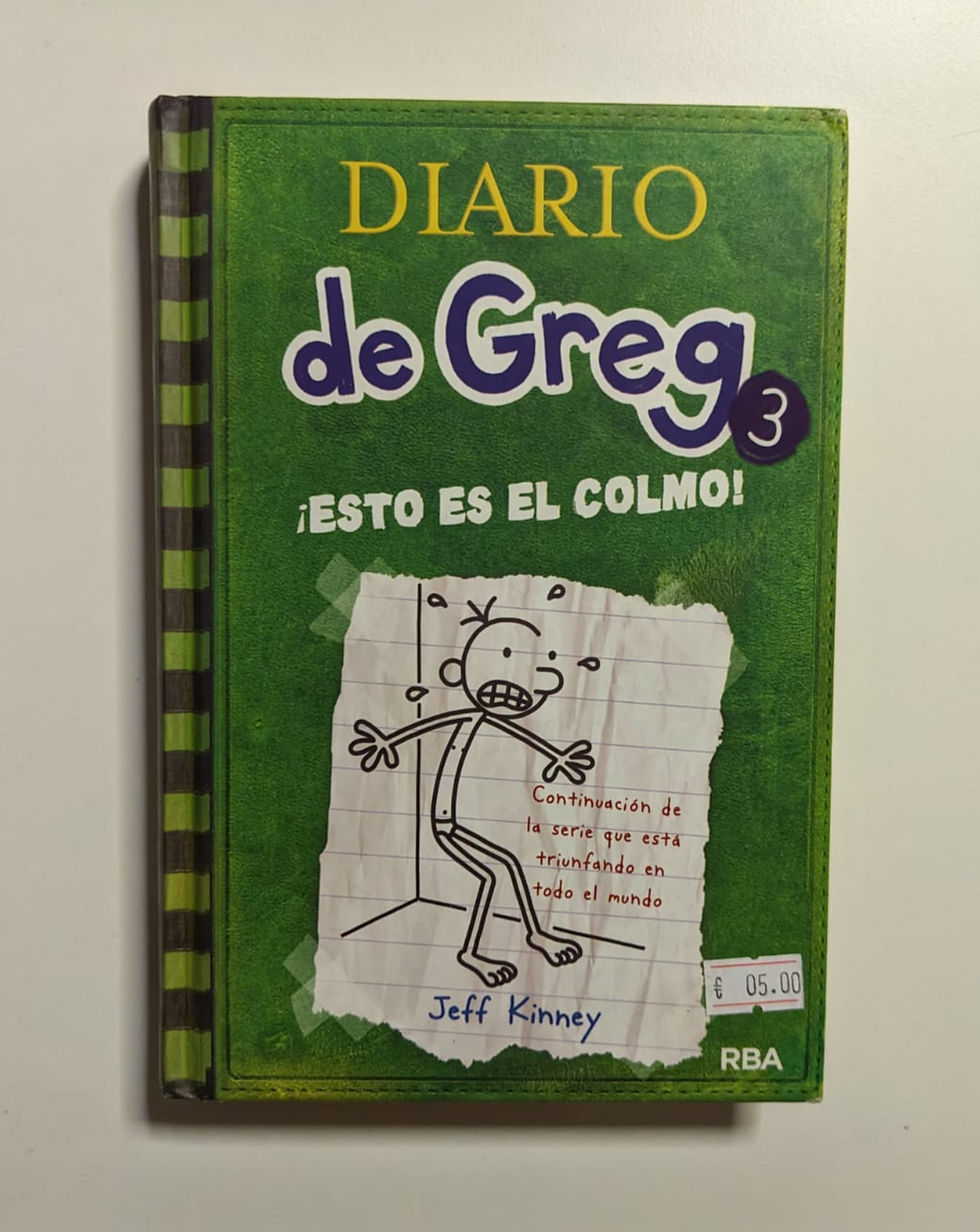 DIARIO
de Greg
3
¡ESTO ES EL COLMO!
Continuación de
la serie que está
triunfando en
todo el mundo
Jeff Kinney
€ 05.00
RBA